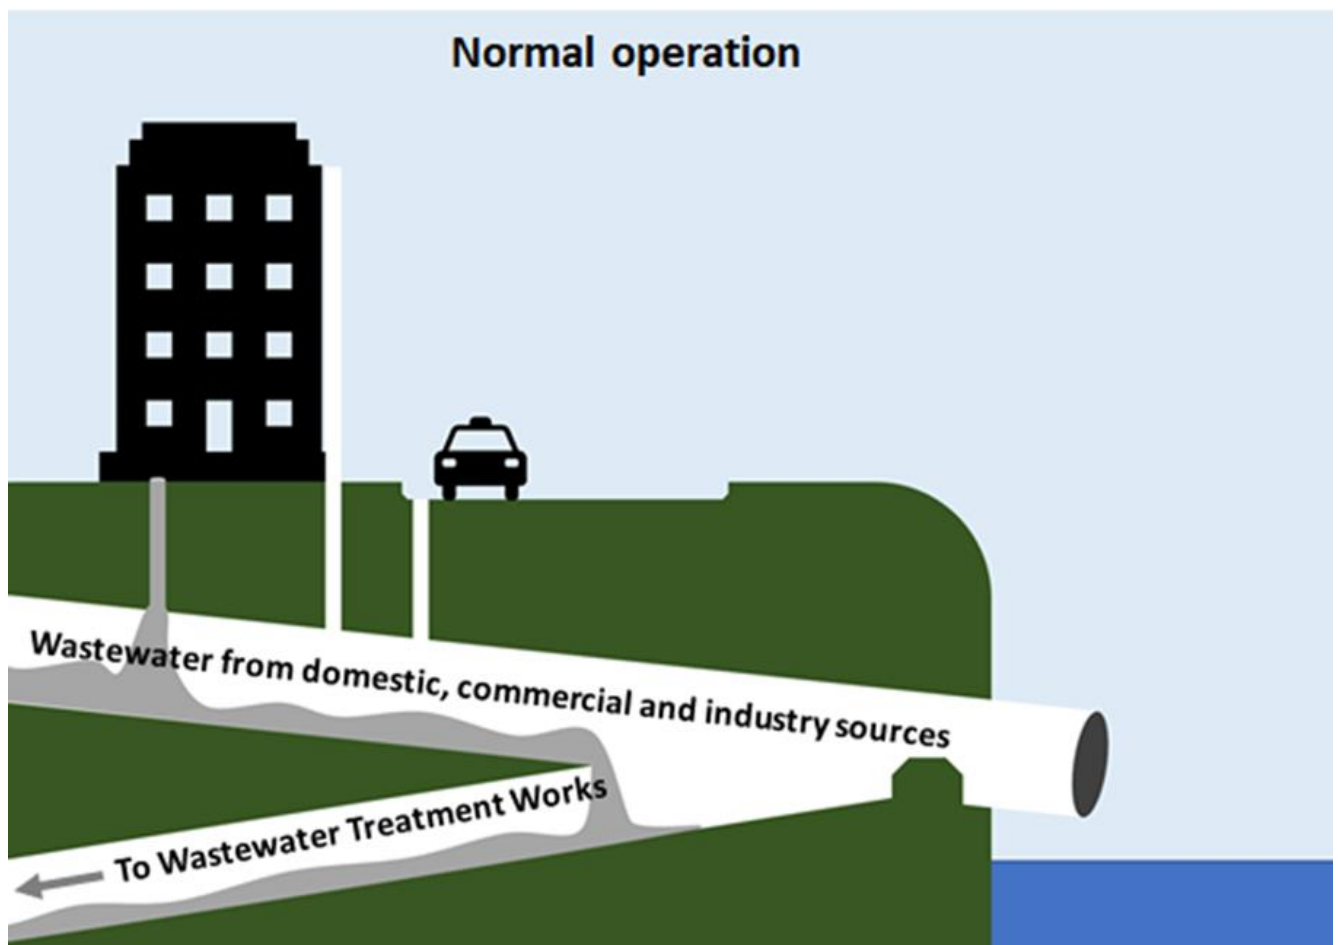 Normal operation
Wastewater from domestic, commercial and industry sources
To Wastewater Treatment Works